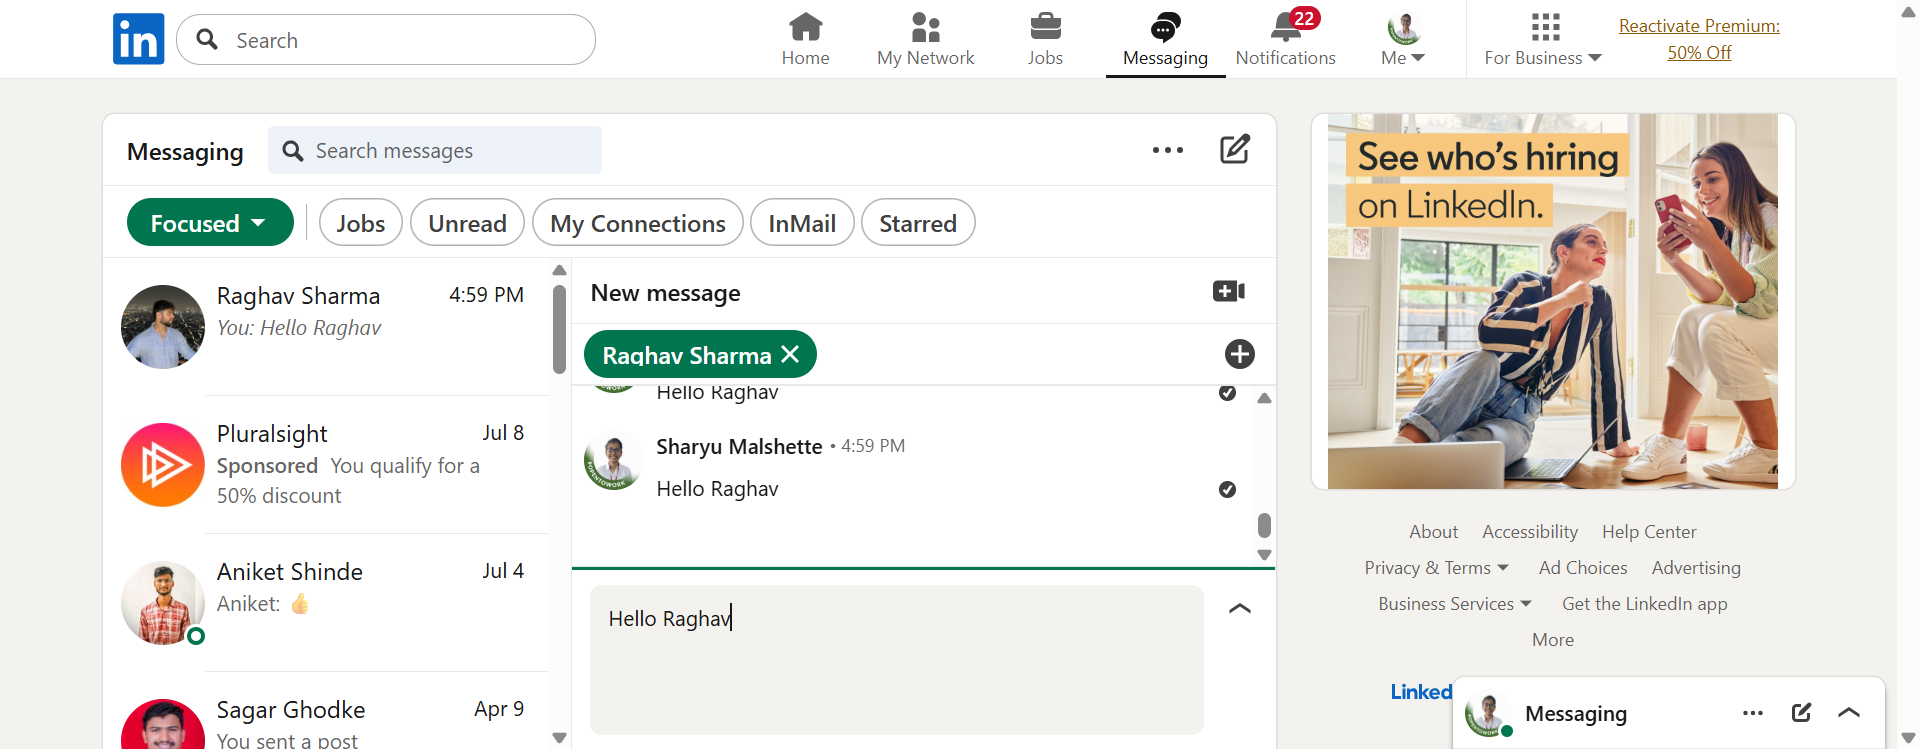 in
Search
Home
My Network
Jobs
Messaging
22
Notifications
Me
For Business
Reactivate Premium:
50% Off
Messaging
Search messages
Focused
Jobs
Unread
My Connections
InMail
Starred
Raghav Sharma 4:59 PM
You: Hello Raghav
Pluralsight Jul 8
Sponsored You qualify for a
50% discount
Aniket Shinde Jul 4
Aniket: 👍
Sagar Ghodke Apr 9
You sent a post
New message
Raghav Sharma
Hello Raghav
Sharyu Malshette • 4:59 PM
#OPENTOWORK
Hello Raghav
Hello Raghav
See who's hiring
on LinkedIn.
About Accessibility Help Center
Privacy & Terms Ad Choices Advertising
Business Services Get the LinkedIn app
More
Linked
Messaging